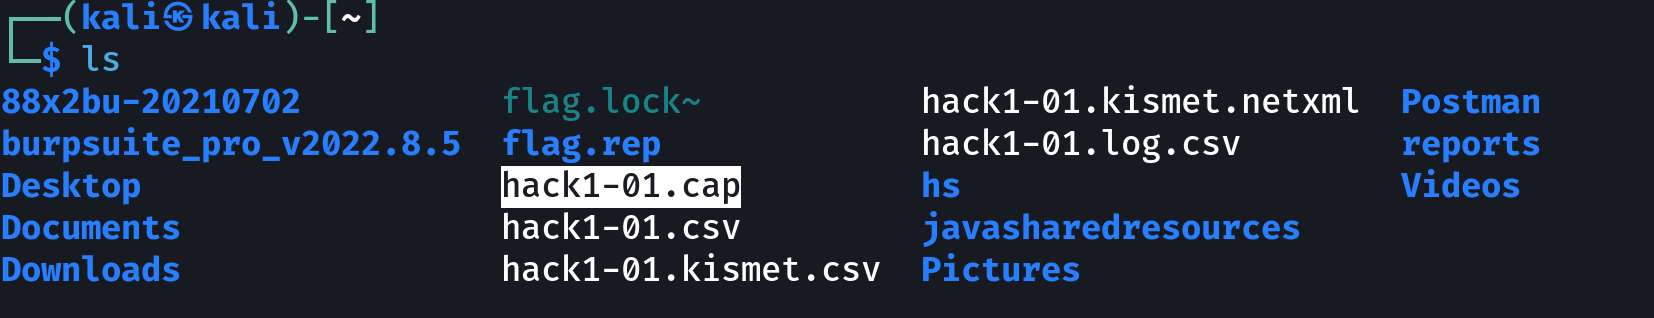 ┌──(kali㉿kali)-[~]
└─$ ls
88x2bu-20210702 flag.lock~ hack1-01.kismet.netxml Postman
burpsuite_pro_v2022.8.5 flag.rep hack1-01.log.csv reports
Desktop hack1-01.cap hs Videos
Documents hack1-01.csv javasharedresources
Downloads hack1-01.kismet.csv Pictures